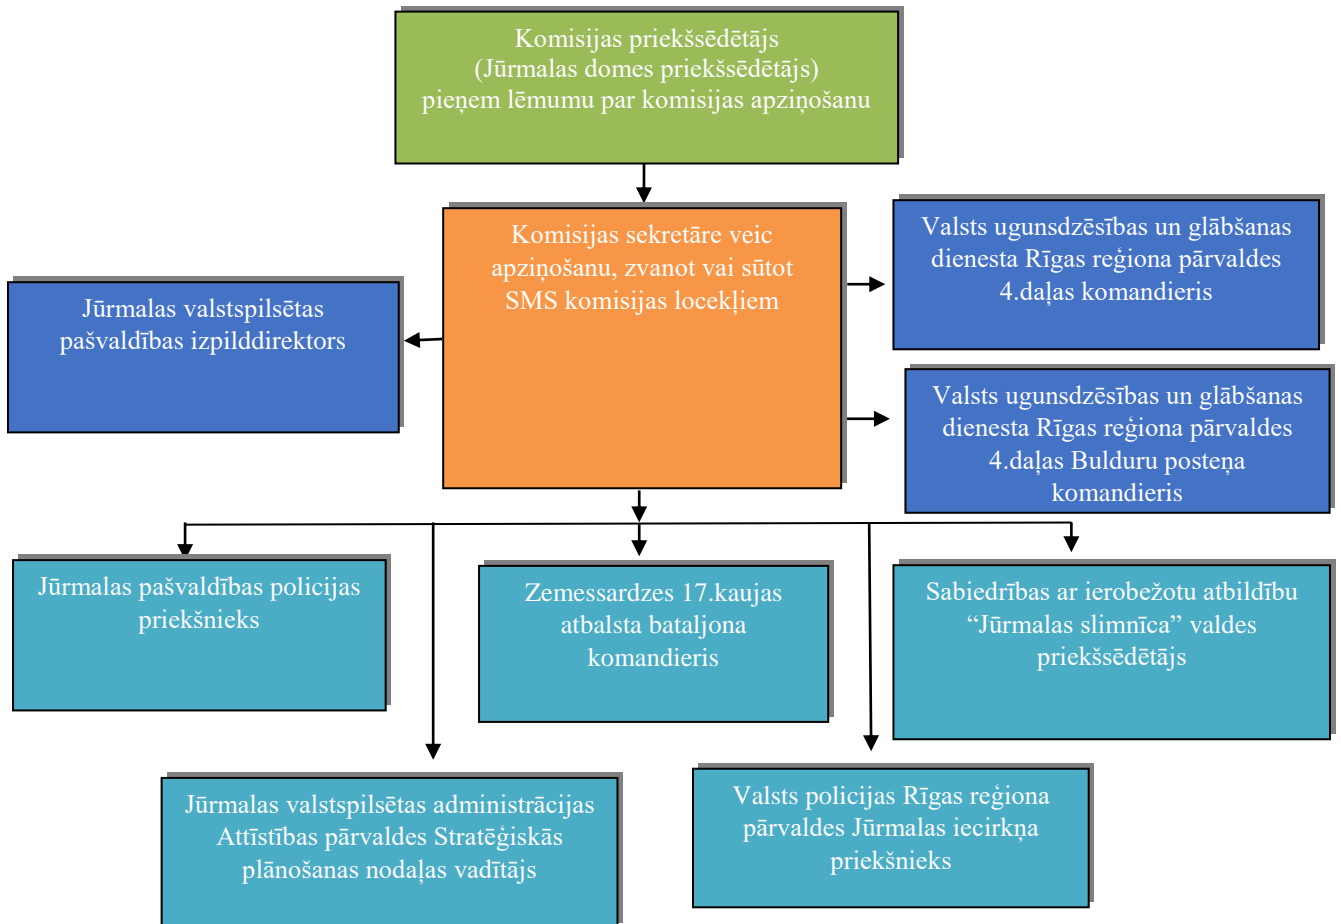 Komisijas priekšsēdētājs
(Jūrmalas domes priekšsēdētājs)
pieņem lēmumu par komisijas apziņošanu
Komisijas sekretāre veic
apziņošanu, zvanot vai sūtot
SMS komisijas locekļiem
Valsts ugunsdzēsības un glābšanas
dienesta Rīgas reģiona pārvaldes
4.daļas komandieris
Jūrmalas valstspilsētas
pašvaldības izpilddirektors
Valsts ugunsdzēsības un glābšanas
dienesta Rīgas reģiona pārvaldes
4.daļas Bulduru posteņa
komandieris
Jūrmalas pašvaldības policijas
priekšnieks
Zemessardzes 17.kaujas
atbalsta bataljona
komandieris
Sabiedrības ar ierobežotu atbildību
“Jūrmalas slimnīca” valdes
priekšsēdētājs
Jūrmalas valstspilsētas administrācijas
Attīstības pārvaldes Stratēģiskās
plānošanas nodaļas vadītājs
Valsts policijas Rīgas reģiona
pārvaldes Jūrmalas iecirkņa
priekšnieks